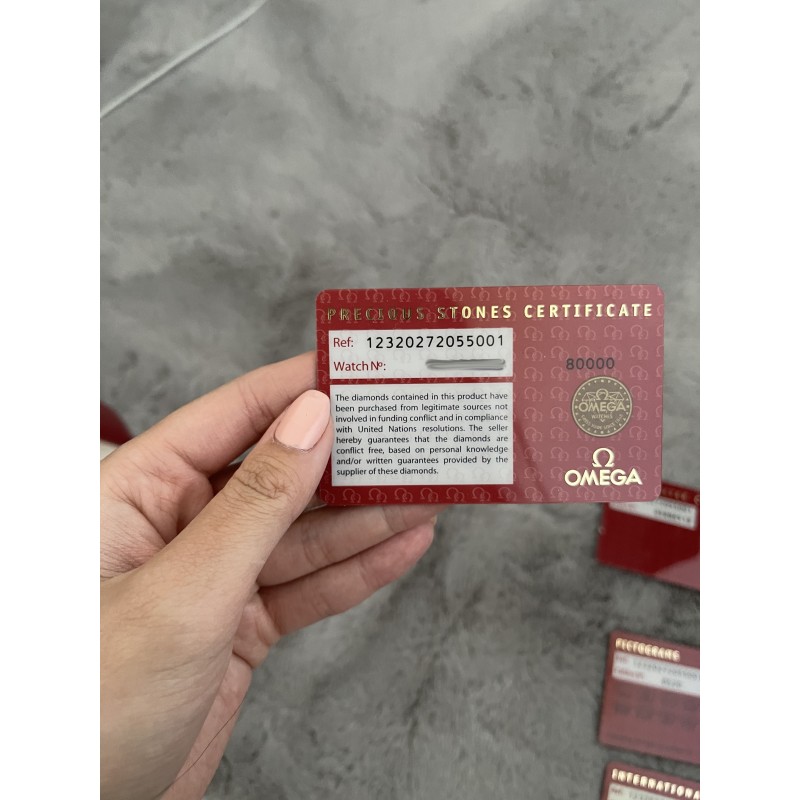 PRECIOUS STONES CERTIFICATE
Ref: 12320272055001
Watch Nº:
80000
The diamonds contained in this product have
been purchased from legitimate sources not
involved in funding conflict and in compliance
with United Nations resolutions. The seller
hereby guarantees that the diamonds are
conflict free, based on personal knowledge
and/or written guarantees provided by the
supplier of these diamonds.
OMEGA
Ω
OMEGA
PICTOGRAMS
INTERNATIONA